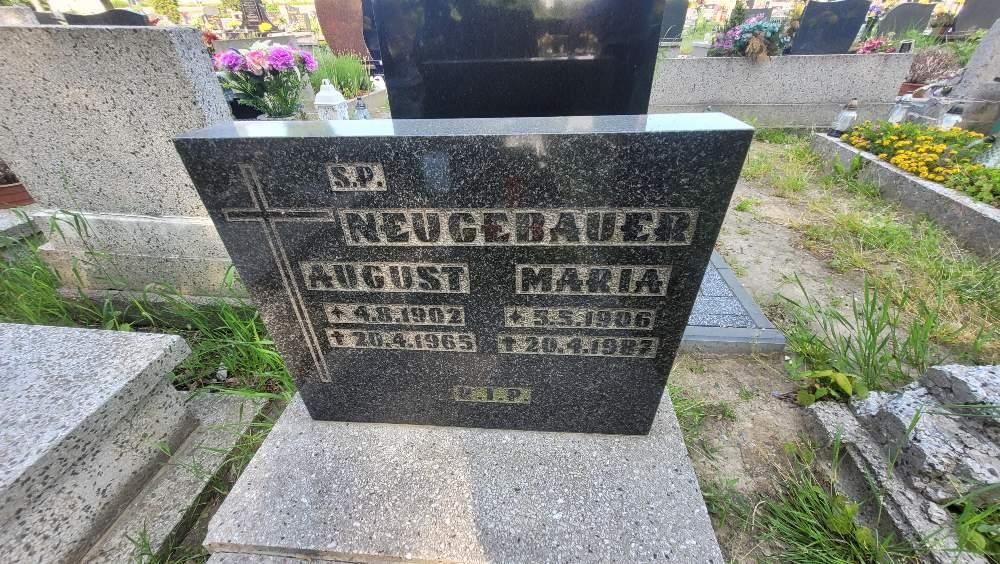 S.P.
NEUGEBAUER
AUGUST MARIA
4.8.1902 5.5.1906
20.4.1965 20.4.1987
R.I.P.